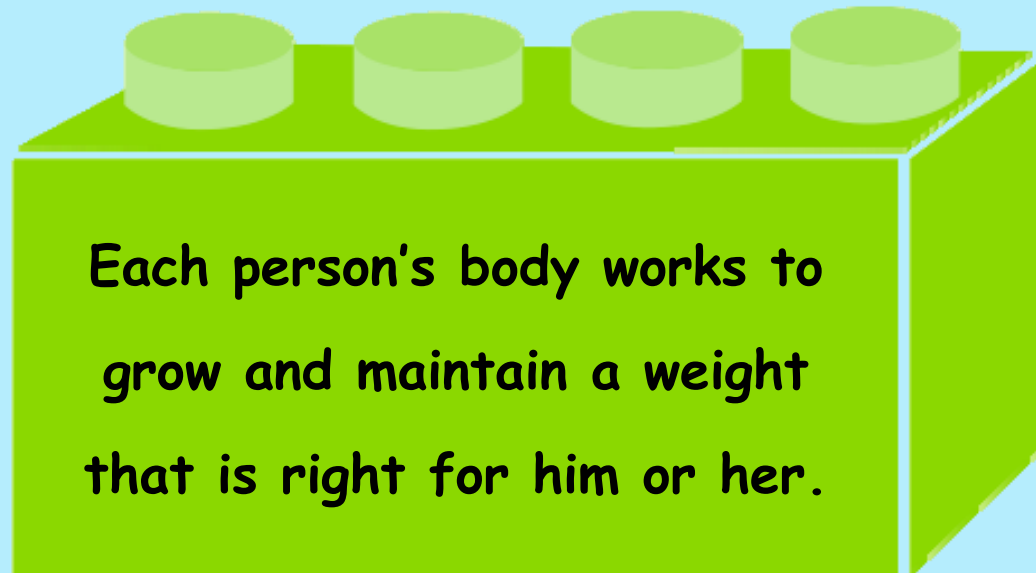 Each person’s body works to
grow and maintain a weight
that is right for him or her.